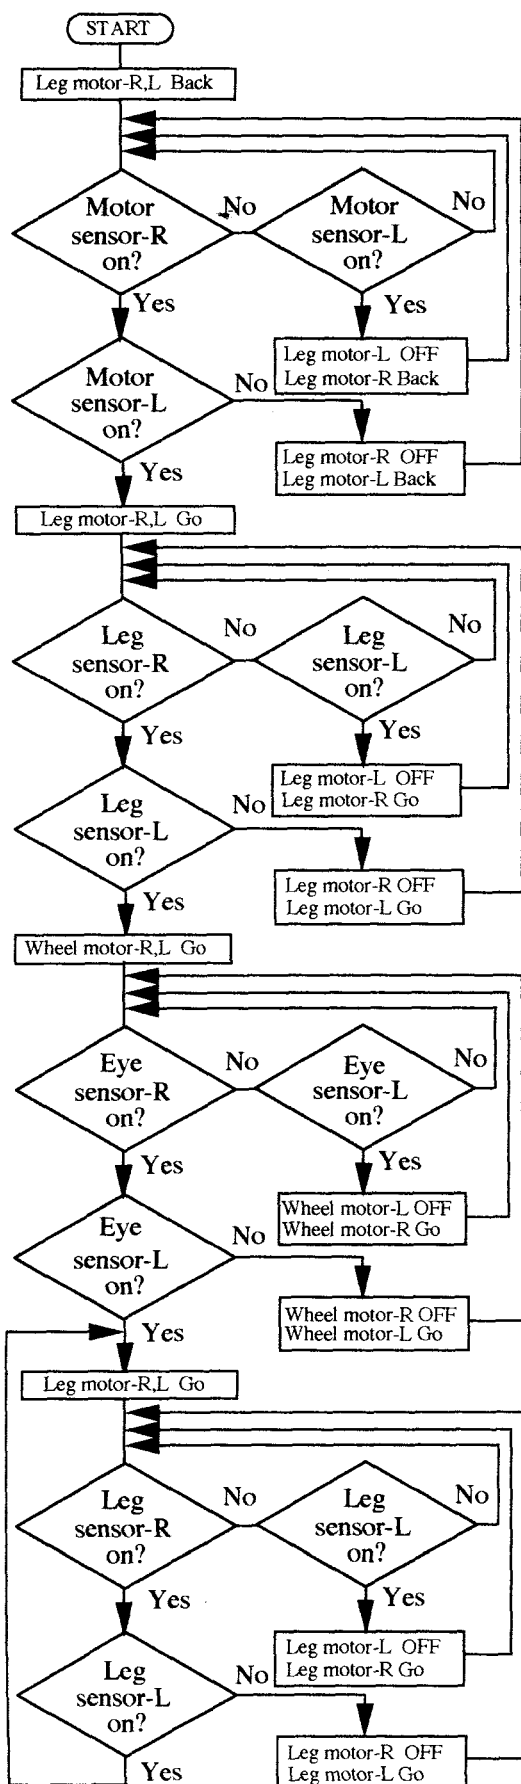 START
Leg motor-R,L Back
Motor
sensor-R
on?
No
Motor
sensor-L
on?
No
Yes
Yes
Leg motor-L OFF
Leg motor-R Back
Motor
sensor-L
on?
No
Leg motor-R OFF
Leg motor-L Back
Yes
Leg motor-R,L Go
Leg
sensor-R
on?
No
Leg
sensor-L
on?
No
Yes
Yes
Leg motor-L OFF
Leg motor-R Go
Leg
sensor-L
on?
No
Leg motor-R OFF
Leg motor-L Go
Yes
Wheel motor-R,L Go
Eye
sensor-R
on?
No
Eye
sensor-L
on?
No
Yes
Yes
Wheel motor-L OFF
Wheel motor-R Go
Eye
sensor-L
on?
No
Wheel motor-R OFF
Wheel motor-L Go
Yes
Leg motor-R,L Go
Leg
sensor-R
on?
No
Leg
sensor-L
on?
No
Yes
Yes
Leg motor-L OFF
Leg motor-R Go
Leg
sensor-L
on?
No
Leg motor-R OFF
Leg motor-L Go
Yes